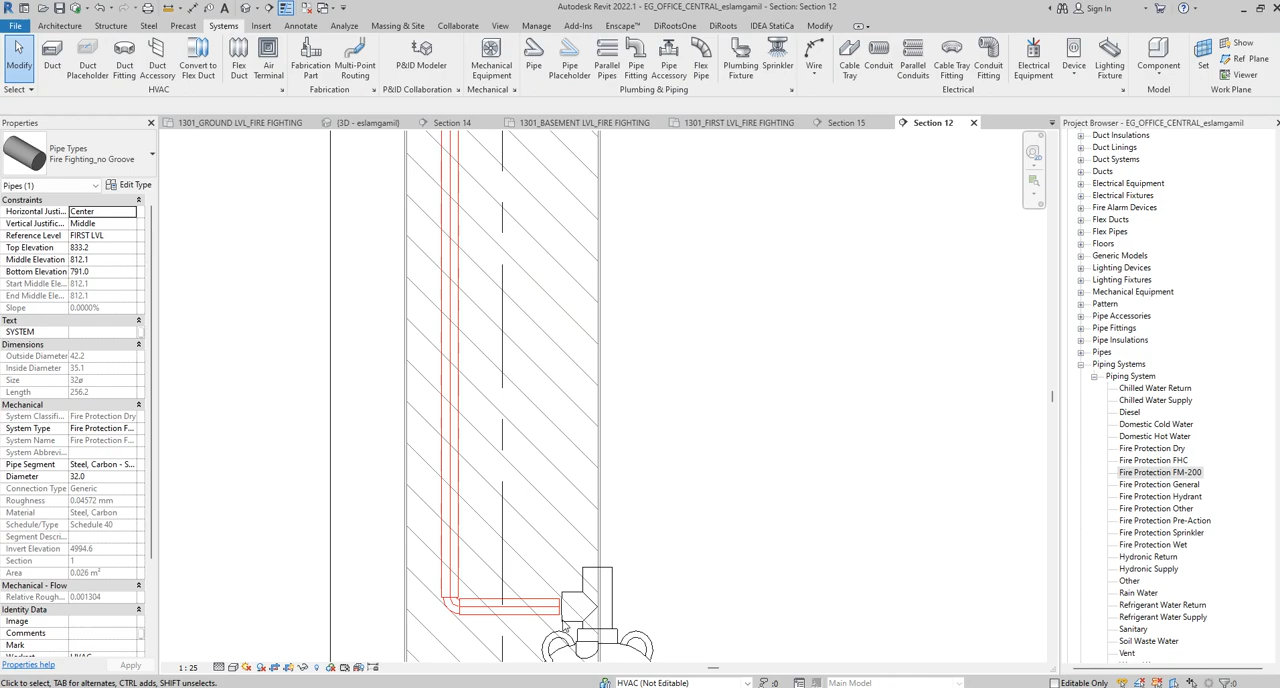 Autodesk Revit 2022.1 - EG_OFFICE_CENTRAL_eslamgamil - Section: Section 12
Sign In
File Architecture Structure Steel Precast Systems Insert Annotate Analyze Massing & Site Collaborate View Manage Add-Ins Enscape™ DiRootsOne DiRoots IDEA StatiCa Modify
Modify
Duct
Duct Placeholder
Duct Fitting
Duct Accessory
Convert to Flex Duct
Flex Duct
Air Terminal
Fabrication Part
Multi-Point Routing
P&ID Modeler
Mechanical Equipment
Pipe
Pipe Placeholder
Parallel Pipes
Pipe Fitting
Pipe Accessory
Flex Pipe
Plumbing Fixture
Sprinkler
Wire
Cable Tray
Conduit
Parallel Conduits
Cable Tray Fitting
Conduit Fitting
Electrical Equipment
Device
Lighting Fixture
Component
Set
Show
Ref Plane
Viewer
Select HVAC Fabrication P&ID Collaboration Mechanical Plumbing & Piping Electrical Model Work Plane
Properties
1301_GROUND LVL_FIRE FIGHTING
(3D - eslamgamil)
Section 14
1301_BASEMENT LVL_FIRE FIGHTING
1301_FIRST LVL_FIRE FIGHTING
Section 15
Section 12
Project Browser - EG_OFFICE_CENTRAL_eslamgamil
Pipe Types
Fire Fighting_no Groove
Pipes (1)
Edit Type
Constraints
Horizontal Justi... Center
Vertical Justific... Middle
Reference Level FIRST LVL
Top Elevation 833.2
Middle Elevation 812.1
Bottom Elevation 791.0
Start Middle Ele... 812.1
End Middle Ele... 812.1
Slope 0.0000%
Text
SYSTEM
Dimensions
Outside Diameter 42.2
Inside Diameter 35.1
Size 32ø
Length 256.2
Mechanical
System Classifi... Fire Protection Dry
System Type Fire Protection F...
System Name Fire Protection F...
System Abbrevi...
Pipe Segment Steel, Carbon - S...
Diameter 32.0
Connection Type Generic
Roughness 0.04572 mm
Material Steel, Carbon
Schedule/Type Schedule 40
Segment Descri...
Invert Elevation 4994.6
Section 1
Area 0.026 m²
Mechanical - Flow
Relative Rough... 0.001304
Identity Data
Image
Comments
Mark
Properties help
Apply
Duct Insulations
Duct Linings
Duct Systems
Ducts
Electrical Equipment
Electrical Fixtures
Fire Alarm Devices
Flex Ducts
Flex Pipes
Floors
Generic Models
Lighting Devices
Lighting Fixtures
Mechanical Equipment
Pattern
Pipe Accessories
Pipe Fittings
Pipe Insulations
Pipes
Piping Systems
Piping System
Chilled Water Return
Chilled Water Supply
Diesel
Domestic Cold Water
Domestic Hot Water
Fire Protection Dry
Fire Protection FHC
Fire Protection FM-200
Fire Protection General
Fire Protection Hydrant
Fire Protection Other
Fire Protection Pre-Action
Fire Protection Sprinkler
Fire Protection Wet
Hydronic Return
Hydronic Supply
Other
Rain Water
Refrigerant Water Return
Refrigerant Water Supply
Sanitary
Soil Waste Water
Vent
1 : 25
Click to select, TAB for alternates, CTRL adds, SHIFT unselects.
HVAC (Not Editable)
:0
Main Model
Editable Only
:0